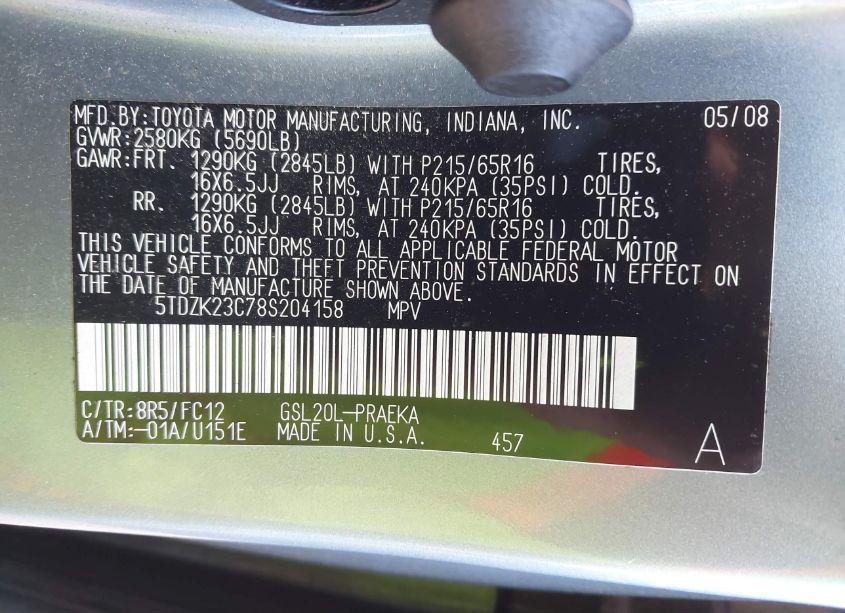 MFD.BY:TOYOTA MOTOR MANUFACTURING, INDIANA, INC. 05/08
GVWR:2580KG (5690LB)
GAWR:FRT. 1290KG (2845LB) WITH P215/65R16 TIRES,
16X6.5JJ RIMS, AT 240KPA (35PSI) COLD.
RR. 1290KG (2845LB) WITH P215/65R16 TIRES,
16X6.5JJ RIMS, AT 240KPA (35PSI) COLD.
THIS VEHICLE CONFORMS TO ALL APPLICABLE FEDERAL MOTOR
VEHICLE SAFETY AND THEFT PREVENTION STANDARDS IN EFFECT ON
THE DATE OF MANUFACTURE SHOWN ABOVE.
5TDZK23C78S204158 MPV
C/TR:8R5/FC12 GSL20L-PRAEKA
A/TM:-01A/U151E MADE IN U.S.A. 457 A